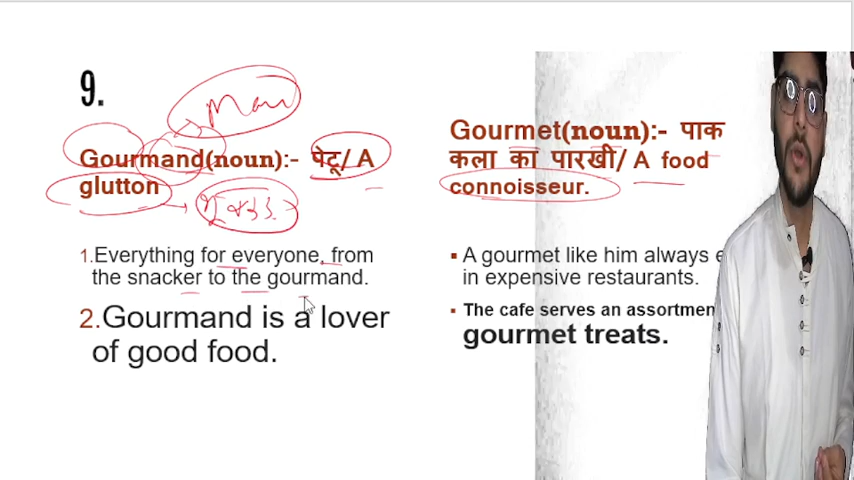 9.
Man
Gourmand(noun):- पेटू/ A
glutton
1.Everything for everyone, from
the snacker to the gourmand.
2.Gourmand is a lover
of good food.
Gourmet(noun):- पाक
कला का पारखी/ A food
connoisseur.
▪ A gourmet like him always e
in expensive restaurants.
▪ The cafe serves an assortmen
gourmet treats.